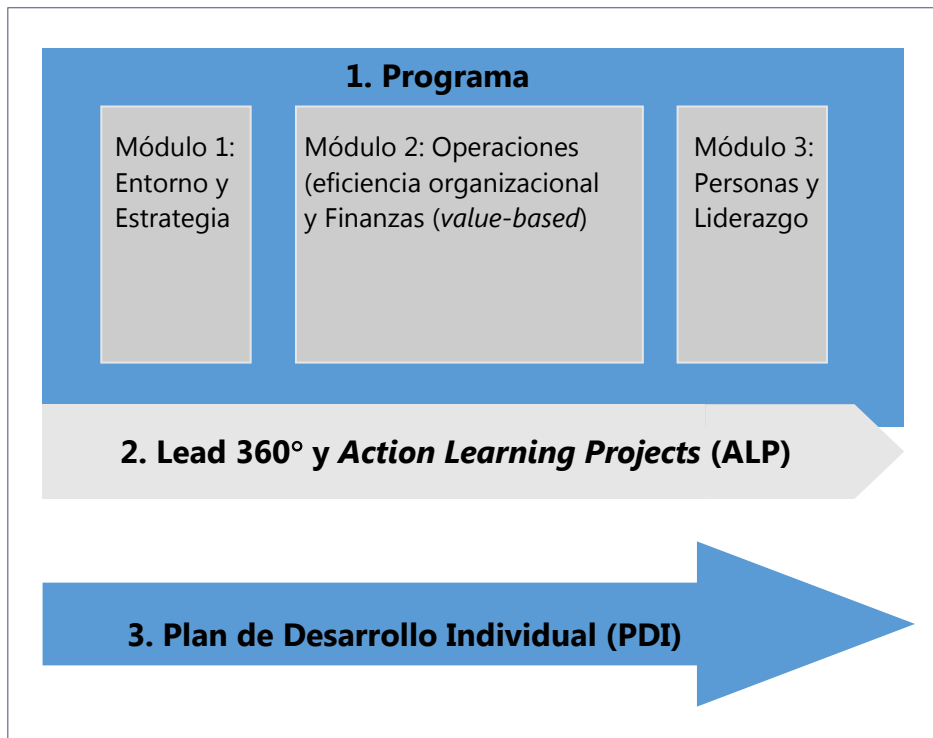 1. Programa
Módulo 1:
Entorno y
Estrategia
Módulo 2: Operaciones
(eficiencia organizacional
y Finanzas (value-based)
Módulo 3:
Personas y
Liderazgo
2. Lead 360° y Action Learning Projects (ALP)
3. Plan de Desarrollo Individual (PDI)